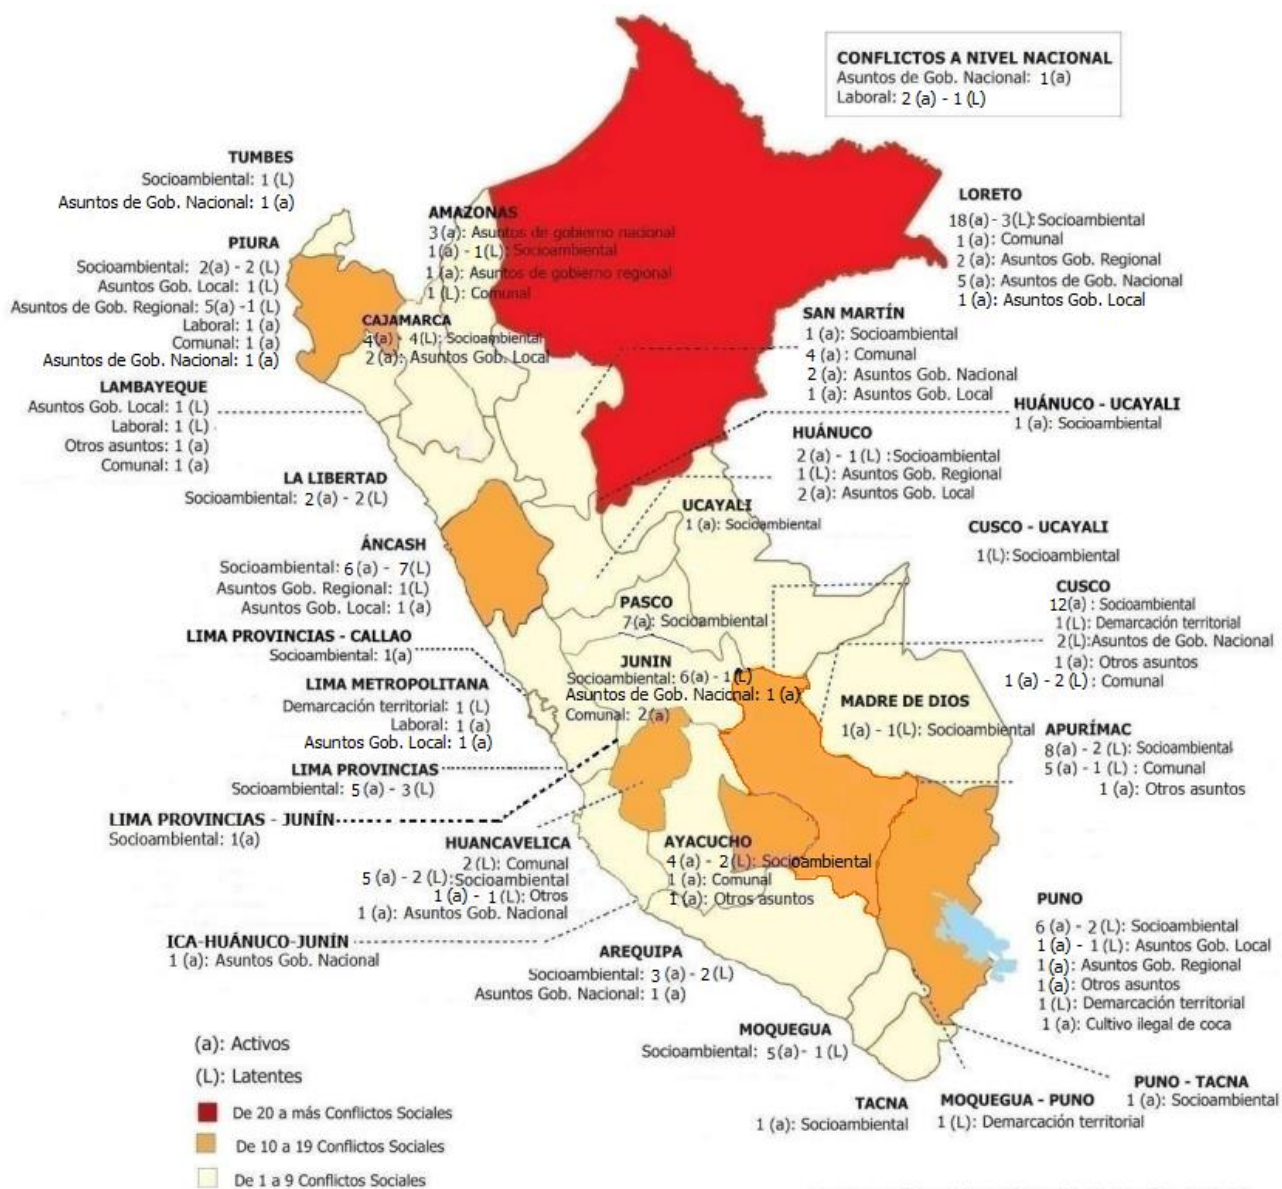 CONFLICTOS A NIVEL NACIONAL
Asuntos de Gob. Nacional: 1(a)
Laboral: 2 (a) - 1 (L)
TUMBES
Socioambiental: 1 (L)
Asuntos de Gob. Nacional: 1 (a)
PIURA
Socioambiental: 2(a) - 2 (L)
Asuntos Gob. Local: 1 (L)
Asuntos de Gob. Regional: 5(a) -1 (L)
Laboral: 1 (a)
Comunal: 1 (a)
Asuntos de Gob. Nacional: 1 (a)
AMAZONAS
3(a): Asuntos de gobierno nacional
1(a) - 1(L): Socioambiental
1(a): Asuntos de gobierno regional
1(L): Comunal
CAJAMARCA
4(a) - 4(L): Socioambiental
2(a): Asuntos Gob. Local
LORETO
18(a) - 3(L): Socioambiental
1(a): Comunal
2(a): Asuntos Gob. Regional
5(a): Asuntos de Gob. Nacional
1(a): Asuntos Gob. Local
SAN MARTÍN
1(a): Socioambiental
4(a) : Comunal
2(a): Asuntos Gob. Nacional
1(a): Asuntos Gob. Local
LAMBAYEQUE
Asuntos Gob. Local: 1 (L)
Laboral: 1 (L)
Otros asuntos: 1 (a)
Comunal: 1 (a)
HUÁNUCO - UCAYALI
1(a): Socioambiental
HUÁNUCO
2(a) - 1(L) :Socioambiental
1(L): Asuntos Gob. Regional
2(a): Asuntos Gob. Local
LA LIBERTAD
Socioambiental: 2(a) - 2(L)
UCAYALI
1(a): Socioambiental
CUSCO - UCAYALI
1(L): Socioambiental
ÁNCASH
Socioambiental: 6(a) - 7(L)
Asuntos Gob. Regional: 1(L)
Asuntos Gob. Local: 1(a)
PASCO
7(a): Socioambiental
CUSCO
12(a) : Socioambiental
1(L): Demarcación territorial
2(L):Asuntos de Gob. Nacional
1(a): Otros asuntos
1(a) - 2(L) : Comunal
LIMA PROVINCIAS - CALLAO
Socioambiental: 1(a)
JUNIN
Socioambiental: 6(a) - 1(L)
Asuntos de Gob. Nacional: 1 (a)
Comunal: 2(a)
LIMA METROPOLITANA
Demarcación territorial: 1 (L)
Laboral: 1 (a)
Asuntos Gob. Local: 1 (a)
MADRE DE DIOS
1(a) - 1(L): Socioambiental
APURÍMAC
8(a) - 2 (L): Socioambiental
5(a) - 1 (L) : Comunal
1(a): Otros asuntos
LIMA PROVINCIAS
Socioambiental: 5(a) - 3(L)
LIMA PROVINCIAS - JUNÍN
Socioambiental: 1(a)
HUANCAVELICA
2(L): Comunal
5(a) - 2(L):Socioambiental
1(a) - 1(L): Otros
1(a): Asuntos Gob. Nacional
AYACUCHO
4(a) - 2(L): Socioambiental
1(a): Comunal
1(a): Otros asuntos
ICA-HUÁNUCO-JUNÍN
1(a): Asuntos Gob. Nacional
AREQUIPA
Socioambiental: 3(a) - 2(L)
Asuntos Gob. Nacional: 1(a)
PUNO
6(a) - 2(L): Socioambiental
1(a) - 1(L): Asuntos Gob. Local
1(a): Asuntos Gob. Regional
1(a): Otros asuntos
1(L): Demarcación territorial
1(a): Cultivo ilegal de coca
MOQUEGUA
Socioambiental: 5(a) - 1(L)
TACNA
1(a): Socioambiental
MOQUEGUA - PUNO
1(L): Demarcación territorial
PUNO - TACNA
1(a): Socioambiental
(a): Activos
(L): Latentes
De 20 a más Conflictos Sociales
De 10 a 19 Conflictos Sociales
De 1 a 9 Conflictos Sociales